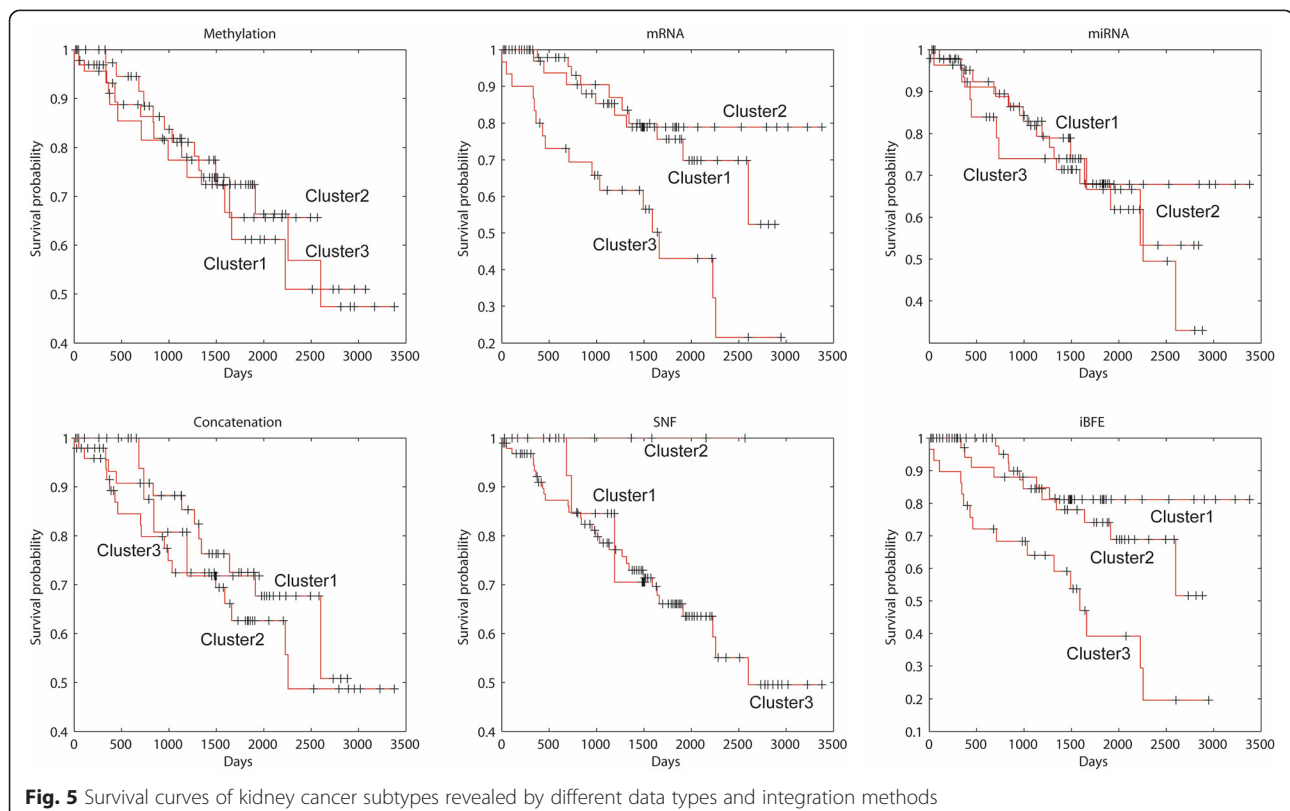 Methylation
1
0.9
0.8
0.7
0.6
0.5
0.4
Survival probability
Cluster2
Cluster3
Cluster1
0 500 1000 1500 2000 2500 3000 3500
Days
mRNA
1
0.9
0.8
0.7
0.6
0.5
0.4
0.3
0.2
Survival probability
Cluster2
Cluster1
Cluster3
0 500 1000 1500 2000 2500 3000 3500
Days
miRNA
1
0.9
0.8
0.7
0.6
0.5
0.4
0.3
Survival probability
Cluster1
Cluster3
Cluster2
0 500 1000 1500 2000 2500 3000 3500
Days
Concatenation
1
0.9
0.8
0.7
0.6
0.5
0.4
Survival probability
Cluster3
Cluster1
Cluster2
0 500 1000 1500 2000 2500 3000 3500
Days
SNF
1
0.9
0.8
0.7
0.6
0.5
0.4
Survival probability
Cluster2
Cluster1
Cluster3
0 500 1000 1500 2000 2500 3000 3500
Days
iBFE
1
0.9
0.8
0.7
0.6
0.5
0.4
0.3
0.2
0.1
Survival probability
Cluster1
Cluster2
Cluster3
0 500 1000 1500 2000 2500 3000 3500
Days
Fig. 5 Survival curves of kidney cancer subtypes revealed by different data types and integration methods